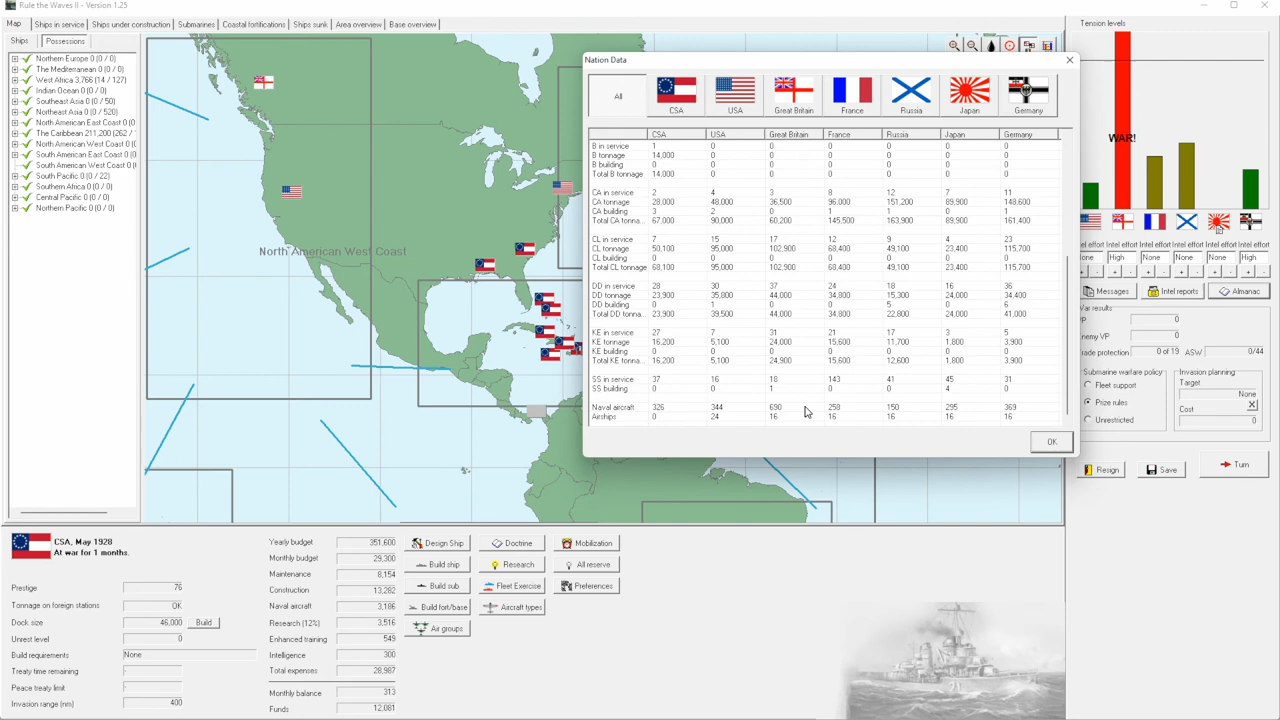 Rule the Waves II - Version 1.25
Map Ships in service Ships under construction Submarines Coastal fortifications Ships sunk Area overview Base overview
Ships Possessions
Northern Europe 0 (0 / 0)
The Mediterranean 0 (0 / 0)
West Africa 3,766 (14 / 127)
Indian Ocean 0 (0 / 0)
Southeast Asia (0 / 50)
Northeast Asia (0 / 520)
North American East Coast 0 (0
The Caribbean 211,200 (262 /
North American West Coast 0 (
South American East Coast 0 (
South American West Coast 0 (
South Pacific 0 (/ 22)
Southern Africa 0 (/ 0)
Central Pacific 0 (/ 0)
Northern Pacific 0 (/ 0)
North American West Coast
Nation Data
All CSA USA Great Britain France Russia Japan Germany
CSA USA Great Britain France Russia Japan Germany
B in service 1 0 0 0 0 0 0
B tonnage 14,000 0 0 0 0 0 0
B building 0 0 0 0 0 0 0
Total B tonnage 14,000 0 0 0 0 0 0
CA in service 2 4 3 8 12 7 11
CA tonnage 28,000 48,000 36,500 96,000 151,200 89,900 148,600
CA building 3 2 1 1 0 1
Total CA tonna... 67,000 90,000 60,200 145,500 163,900 89,900 161,400
CL in service 15 17 12 9 4 23
CL tonnage 50,100 95,000 102,900 68,400 49,100 23,400 115,700
CL building 0 0 0 0 0 0
Total CL tonna... 68,100 95,000 102,900 68,400 49,100 23,400 115,700
DD in service 28 30 37 24 18 16 36
DD tonnage 23,900 35,800 44,000 34,800 15,300 24,000 34,400
DD building 0 1 0 0 5 0 6
Total DD tonna... 23,900 39,500 44,000 34,800 22,800 24,000 41,000
KE in service 27 7 31 21 17 3 5
KE tonnage 16,200 5,100 24,000 15,600 11,700 1,800 3,900
KE building 0 0 0 0
Total KE tonna... 16,200 5,100 24,900 15,600 12,600 1,800 3,900
SS in service 37 16 18 143 41 45 31
SS building 0 0 1 0 0 4 0
Naval aircraft 326 344 690 258 150 295 369
Airships 0 24 16 16 16 16 16
OK
Tension levels
WAR!
Intel effort Intel effort Intel effort Intel effort Intel effort Intel effort
None High None None None High
+ - + - + - + - + - + -
Messages Intel reports Almanac
War results
VP 0
Enemy VP 0
Trade protection 0 of 19 ASW 0/44
Submarine warfare policy
Fleet support
Prize rules
Unrestricted
Invasion planning
Target
None
Cost
0
Resign Save Turn
CSA, May 1928
At war for 1 months.
Prestige 76
Tonnage on foreign stations OK
Dock size 46,000 Build
Unrest level 0
Build requirements None
Treaty time remaining -
Peace treaty limit -
Invasion range (nm) 400
Yearly budget 351,600
Monthly budget 29,300
Maintenance 8,154
Construction 13,282
Naval aircraft 3,186
Research (12%) 3,516
Enhanced training 549
Intelligence 300
Total expenses 28,987
Monthly balance 313
Funds 12,081
Design Ship Doctrine Mobilization
Build ship Research All reserve
Build sub Fleet Exercise Preferences
Build fort/base Aircraft types
Air groups